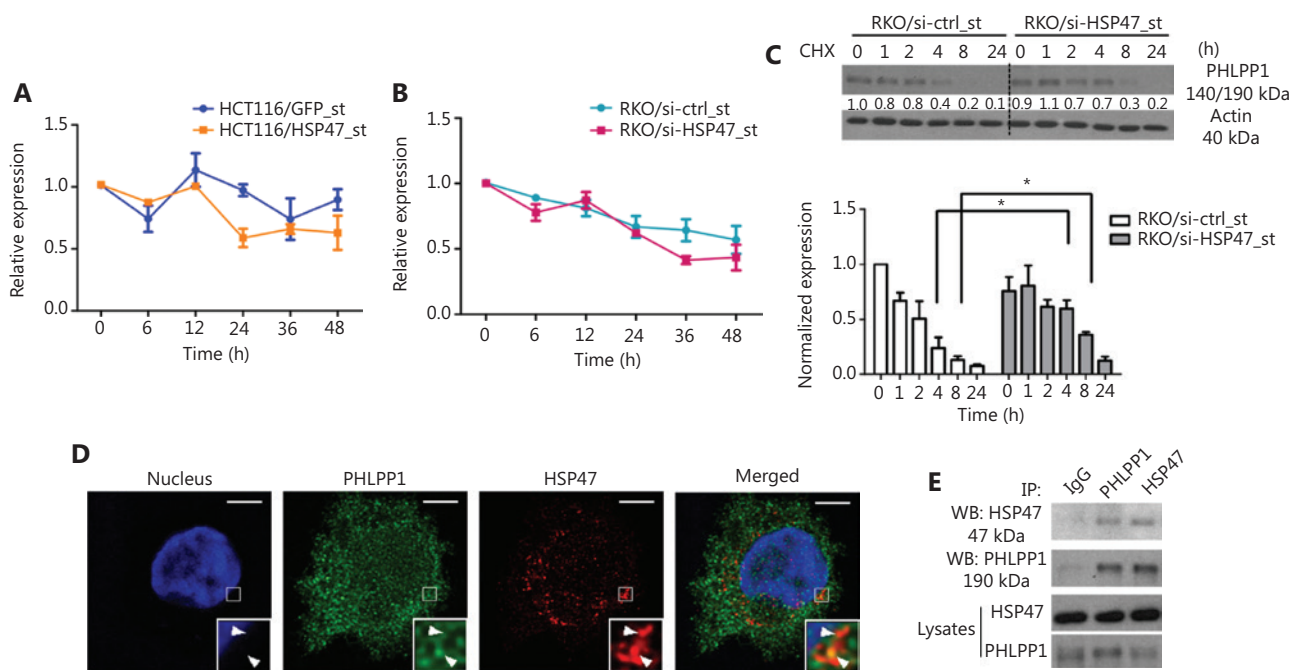 A
HCT116/GFP_st
HCT116/HSP47_st
Relative expression
1.5
1.0
0.5
0.0
0 6 12 24 36 48
Time (h)
B
RKO/si-ctrl_st
RKO/si-HSP47_st
Relative expression
1.5
1.0
0.5
0.0
0 6 12 24 36 48
Time (h)
C
RKO/si-ctrl_st RKO/si-HSP47_st
CHX 0 1 2 4 8 24 0 1 2 4 8 24 (h)
PHLPP1
140/190 kDa
1.0 0.8 0.8 0.4 0.2 0.1 0.9 1.1 0.7 0.7 0.3 0.2
Actin
40 kDa
*
*
RKO/si-ctrl_st
RKO/si-HSP47_st
Normalized expression
1.5
1.0
0.5
0.0
0 1 2 4 8 24 0 1 2 4 8 24
Time (h)
D
Nucleus PHLPP1 HSP47 Merged
E
IP: IgG PHLPP1 HSP47
WB: HSP47
47 kDa
WB: PHLPP1
190 kDa
Lysates
HSP47
PHLPP1